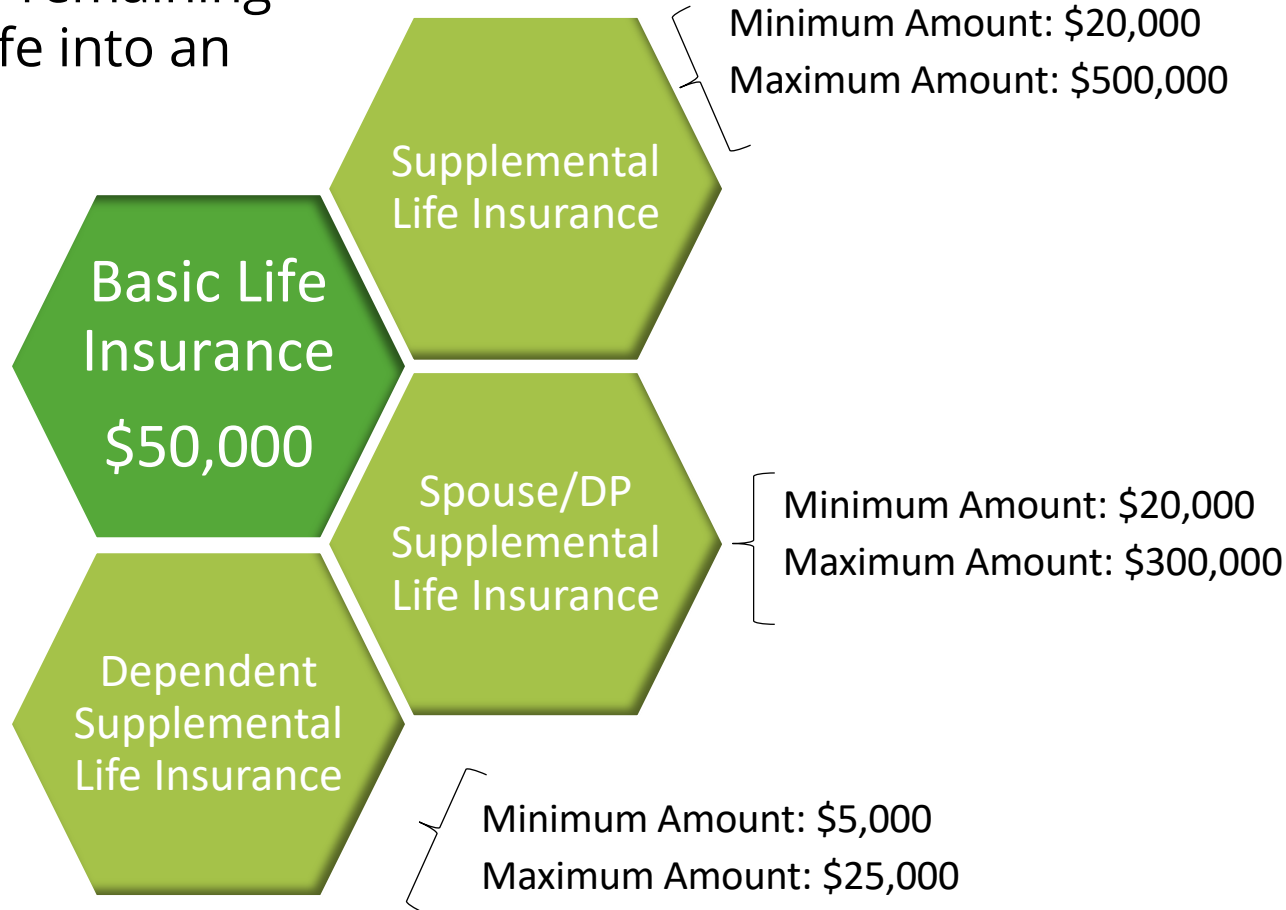 remaining
fe into an
Minimum Amount: $20,000
Maximum Amount: $500,000
Supplemental
Life Insurance
Basic Life
Insurance
$50,000
Spouse/DP
Supplemental
Life Insurance
Minimum Amount: $20,000
Maximum Amount: $300,000
Dependent
Supplemental
Life Insurance
Minimum Amount: $5,000
Maximum Amount: $25,000